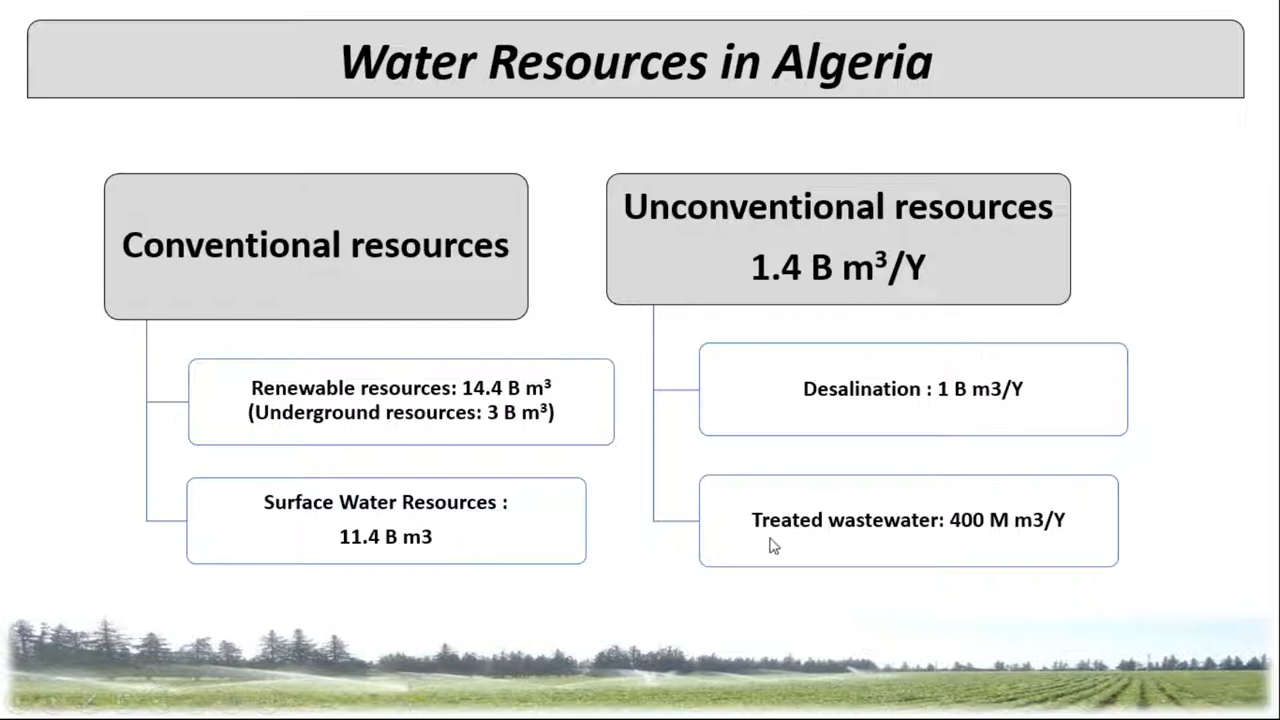 Water Resources in Algeria
Conventional resources
Renewable resources: 14.4 B m³
(Underground resources: 3 B m³)
Surface Water Resources :
11.4 B m3
Unconventional resources
1.4 B m³/Y
Desalination : 1 B m3/Y
Treated wastewater: 400 M m3/Y